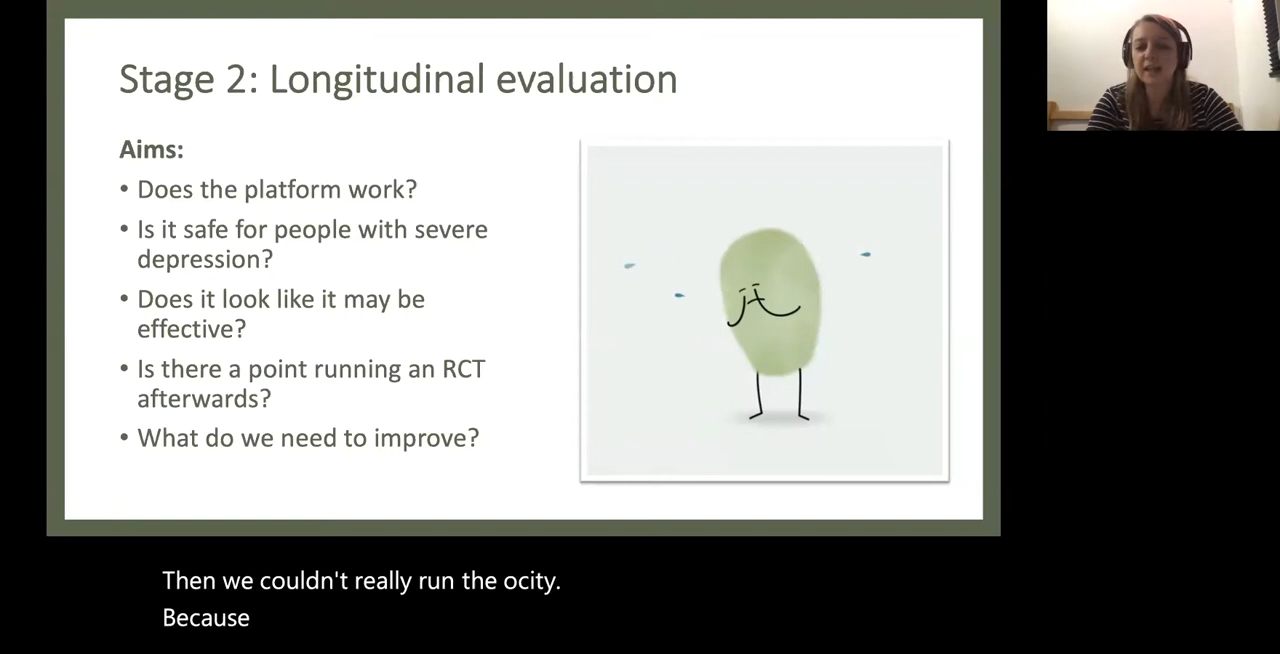 Stage 2: Longitudinal evaluation
Aims:
• Does the platform work?
• Is it safe for people with severe
depression?
• Does it look like it may be
effective?
• Is there a point running an RCT
afterwards?
• What do we need to improve?
Then we couldn't really run the ocity.
Because